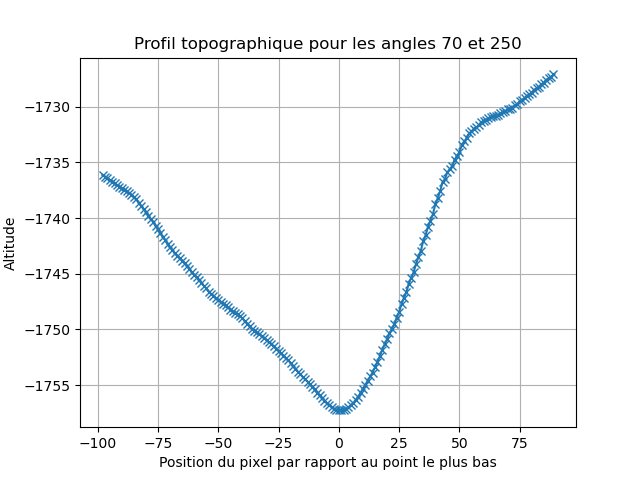 Profil topographique pour les angles 70 et 250
Altitude
−1730
−1735
−1740
−1745
−1750
−1755
−100 −75 −50 −25 0 25 50 75
Position du pixel par rapport au point le plus bas